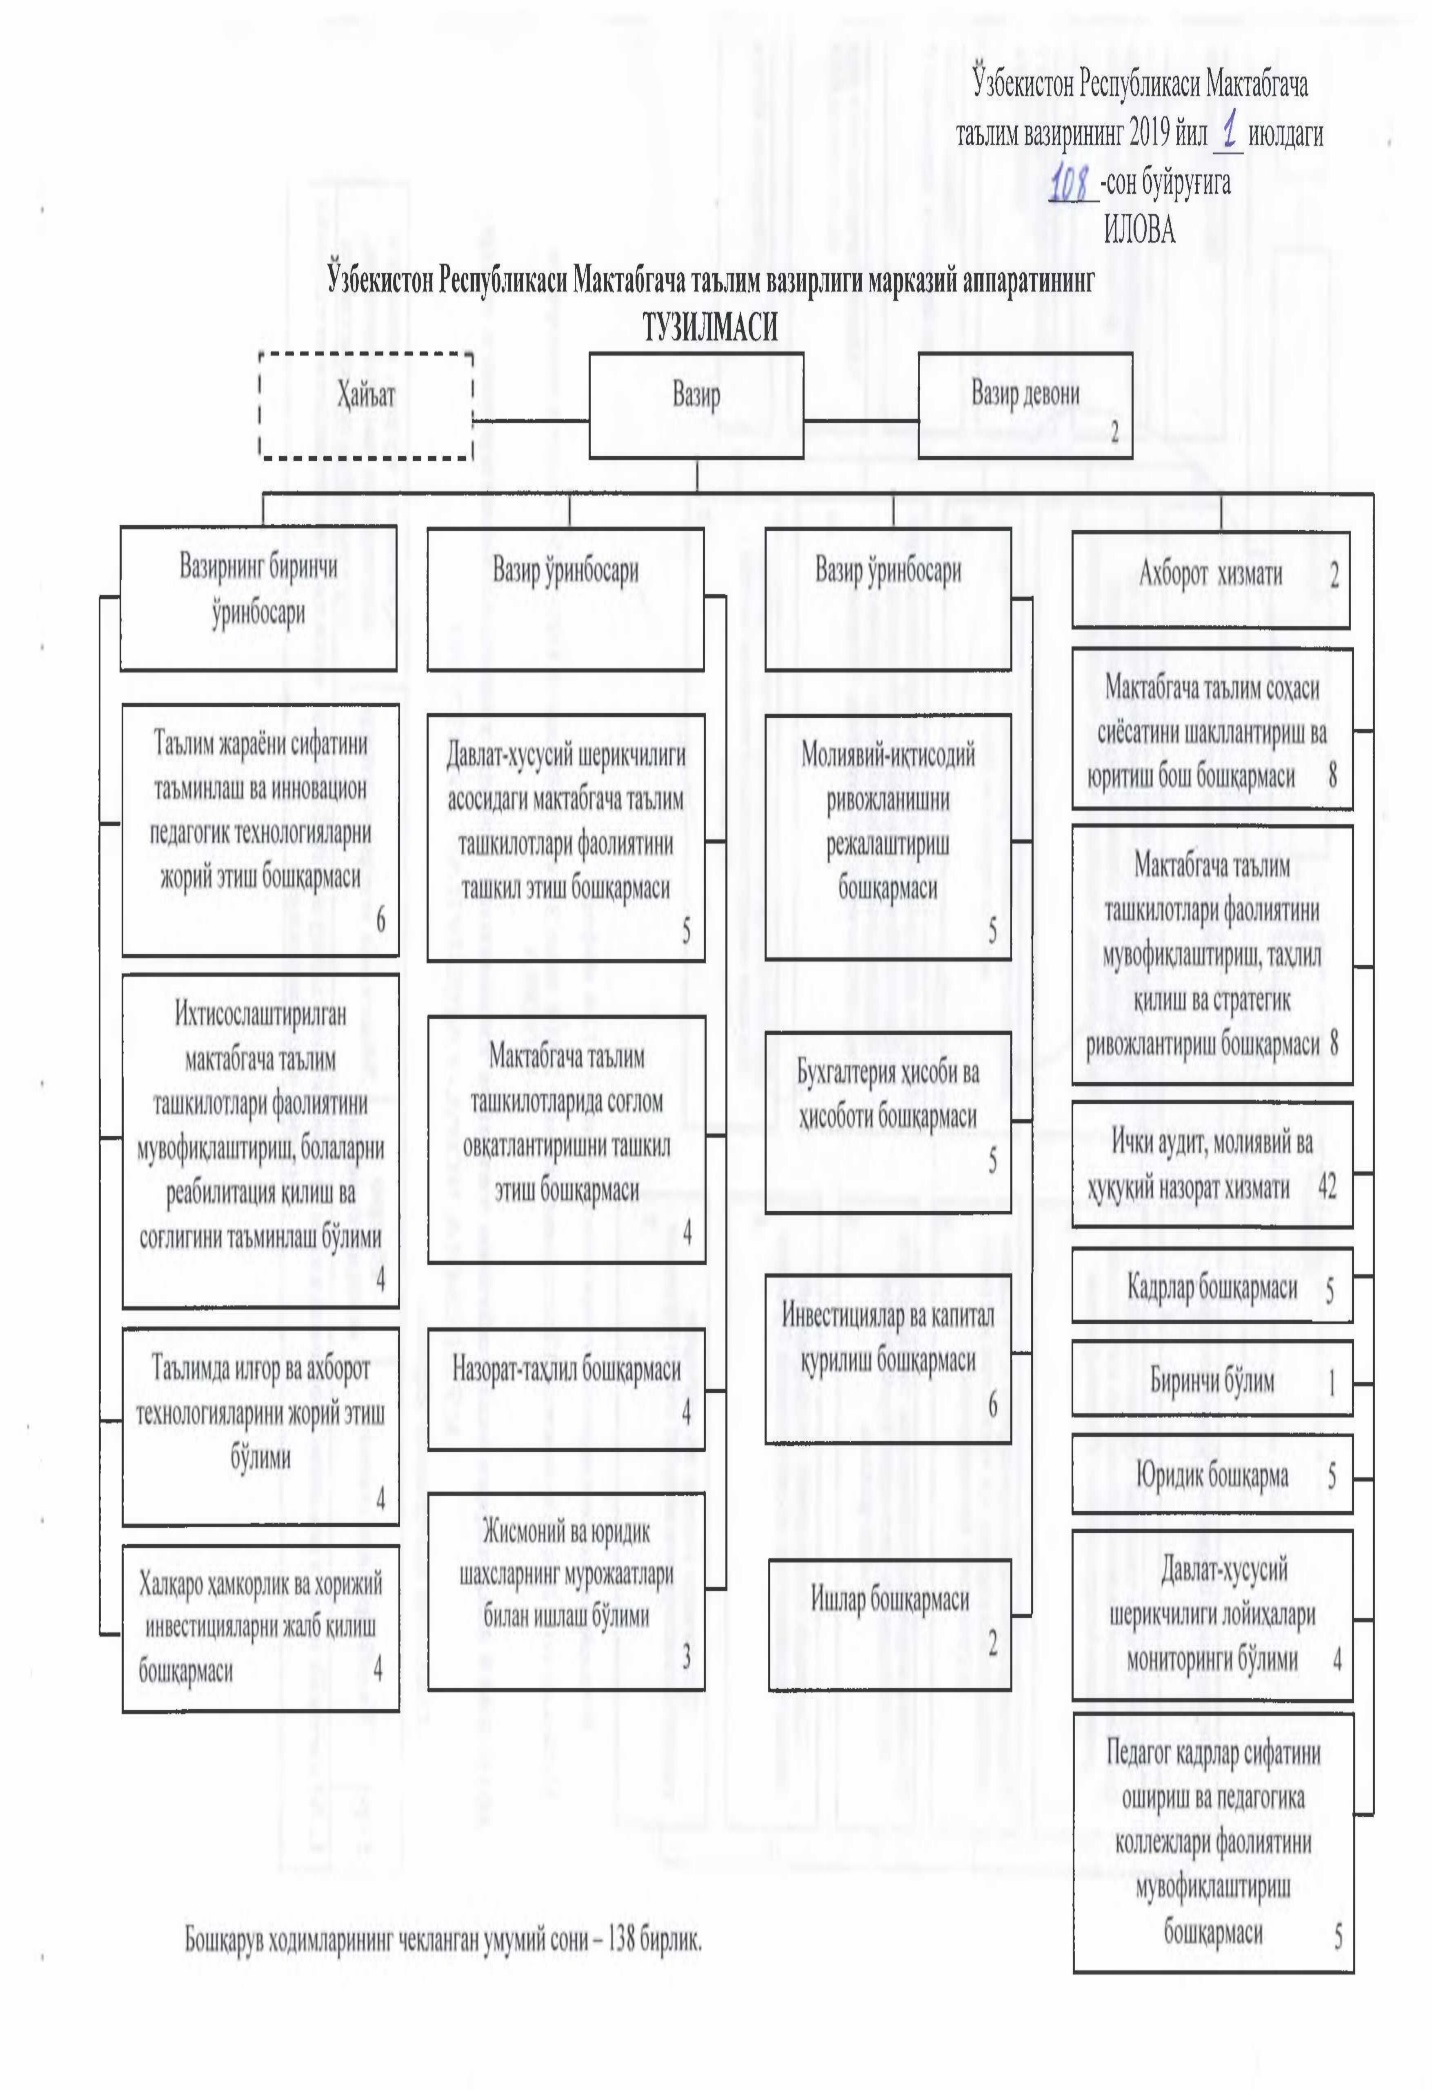 Ўзбекистон Республикаси Мактабгача
таълим вазирининг 2019 йил 1 июлдаги
108 -сон буйруғига
ИЛОВА
Ўзбекистон Республикаси Мактабгача таълим вазирлиги марказий аппаратининг
ТУЗИЛМАСИ
Ҳайъат
Вазир
Вазир девони
2
Вазирнинг биринчи
ўринбосари
Таълим жараёни сифатини
таъминлаш ва инновацион
педагогик технологияларни
жорий этиш бошқармаси
6
Ихтисослаштирилган
мактабгача таълим
ташкилотлари фаолиятини
мувофиқлаштириш, болаларни
реабилитация қилиш ва
соғлигини таъминлаш бўлими
4
Таълимда илғор ва ахборот
технологияларини жорий этиш
бўлими
4
Халқаро ҳамкорлик ва хорижий
инвестицияларни жалб қилиш
бошқармаси 4
Вазир ўринбосари
Давлат-хусусий шерикчилиги
асосидаги мактабгача таълим
ташкилотлари фаолиятини
ташкил этиш бошқармаси
5
Мактабгача таълим
ташкилотларида соғлом
овқатлантиришни ташкил
этиш бошқармаси
4
Назорат-таҳлил бошқармаси
4
Жисмоний ва юридик
шахсларнинг мурожаатлари
билан ишлаш бўлими
3
Вазир ўринбосари
Молиявий-иқтисодий
ривожланишни
режалаштириш
бошқармаси
5
Бухгалтерия ҳисоби ва
ҳисоботи бошқармаси
5
Инвестициялар ва капитал
қурилиш бошқармаси
6
Ишлар бошқармаси
2
Ахборот хизмати 2
Мактабгача таълим соҳаси
сиёсатини шакллантириш ва
юритиш бош бошқармаси 8
Мактабгача таълим
ташкилотлари фаолиятини
мувофиқлаштириш, таҳлил
қилиш ва стратегик
ривожлантириш бошқармаси 8
Ички аудит, молиявий ва
ҳуқуқий назорат хизмати 42
Кадрлар бошқармаси 5
Биринчи бўлим 1
Юридик бошқарма 5
Давлат-хусусий
шерикчилиги лойиҳалари
мониторинги бўлими 4
Педагог кадрлар сифатини
ошириш ва педагогика
коллежлари фаолиятини
мувофиқлаштириш
бошқармаси 5
Бошқарув ходимларининг чекланган умумий сони – 138 бирлик.